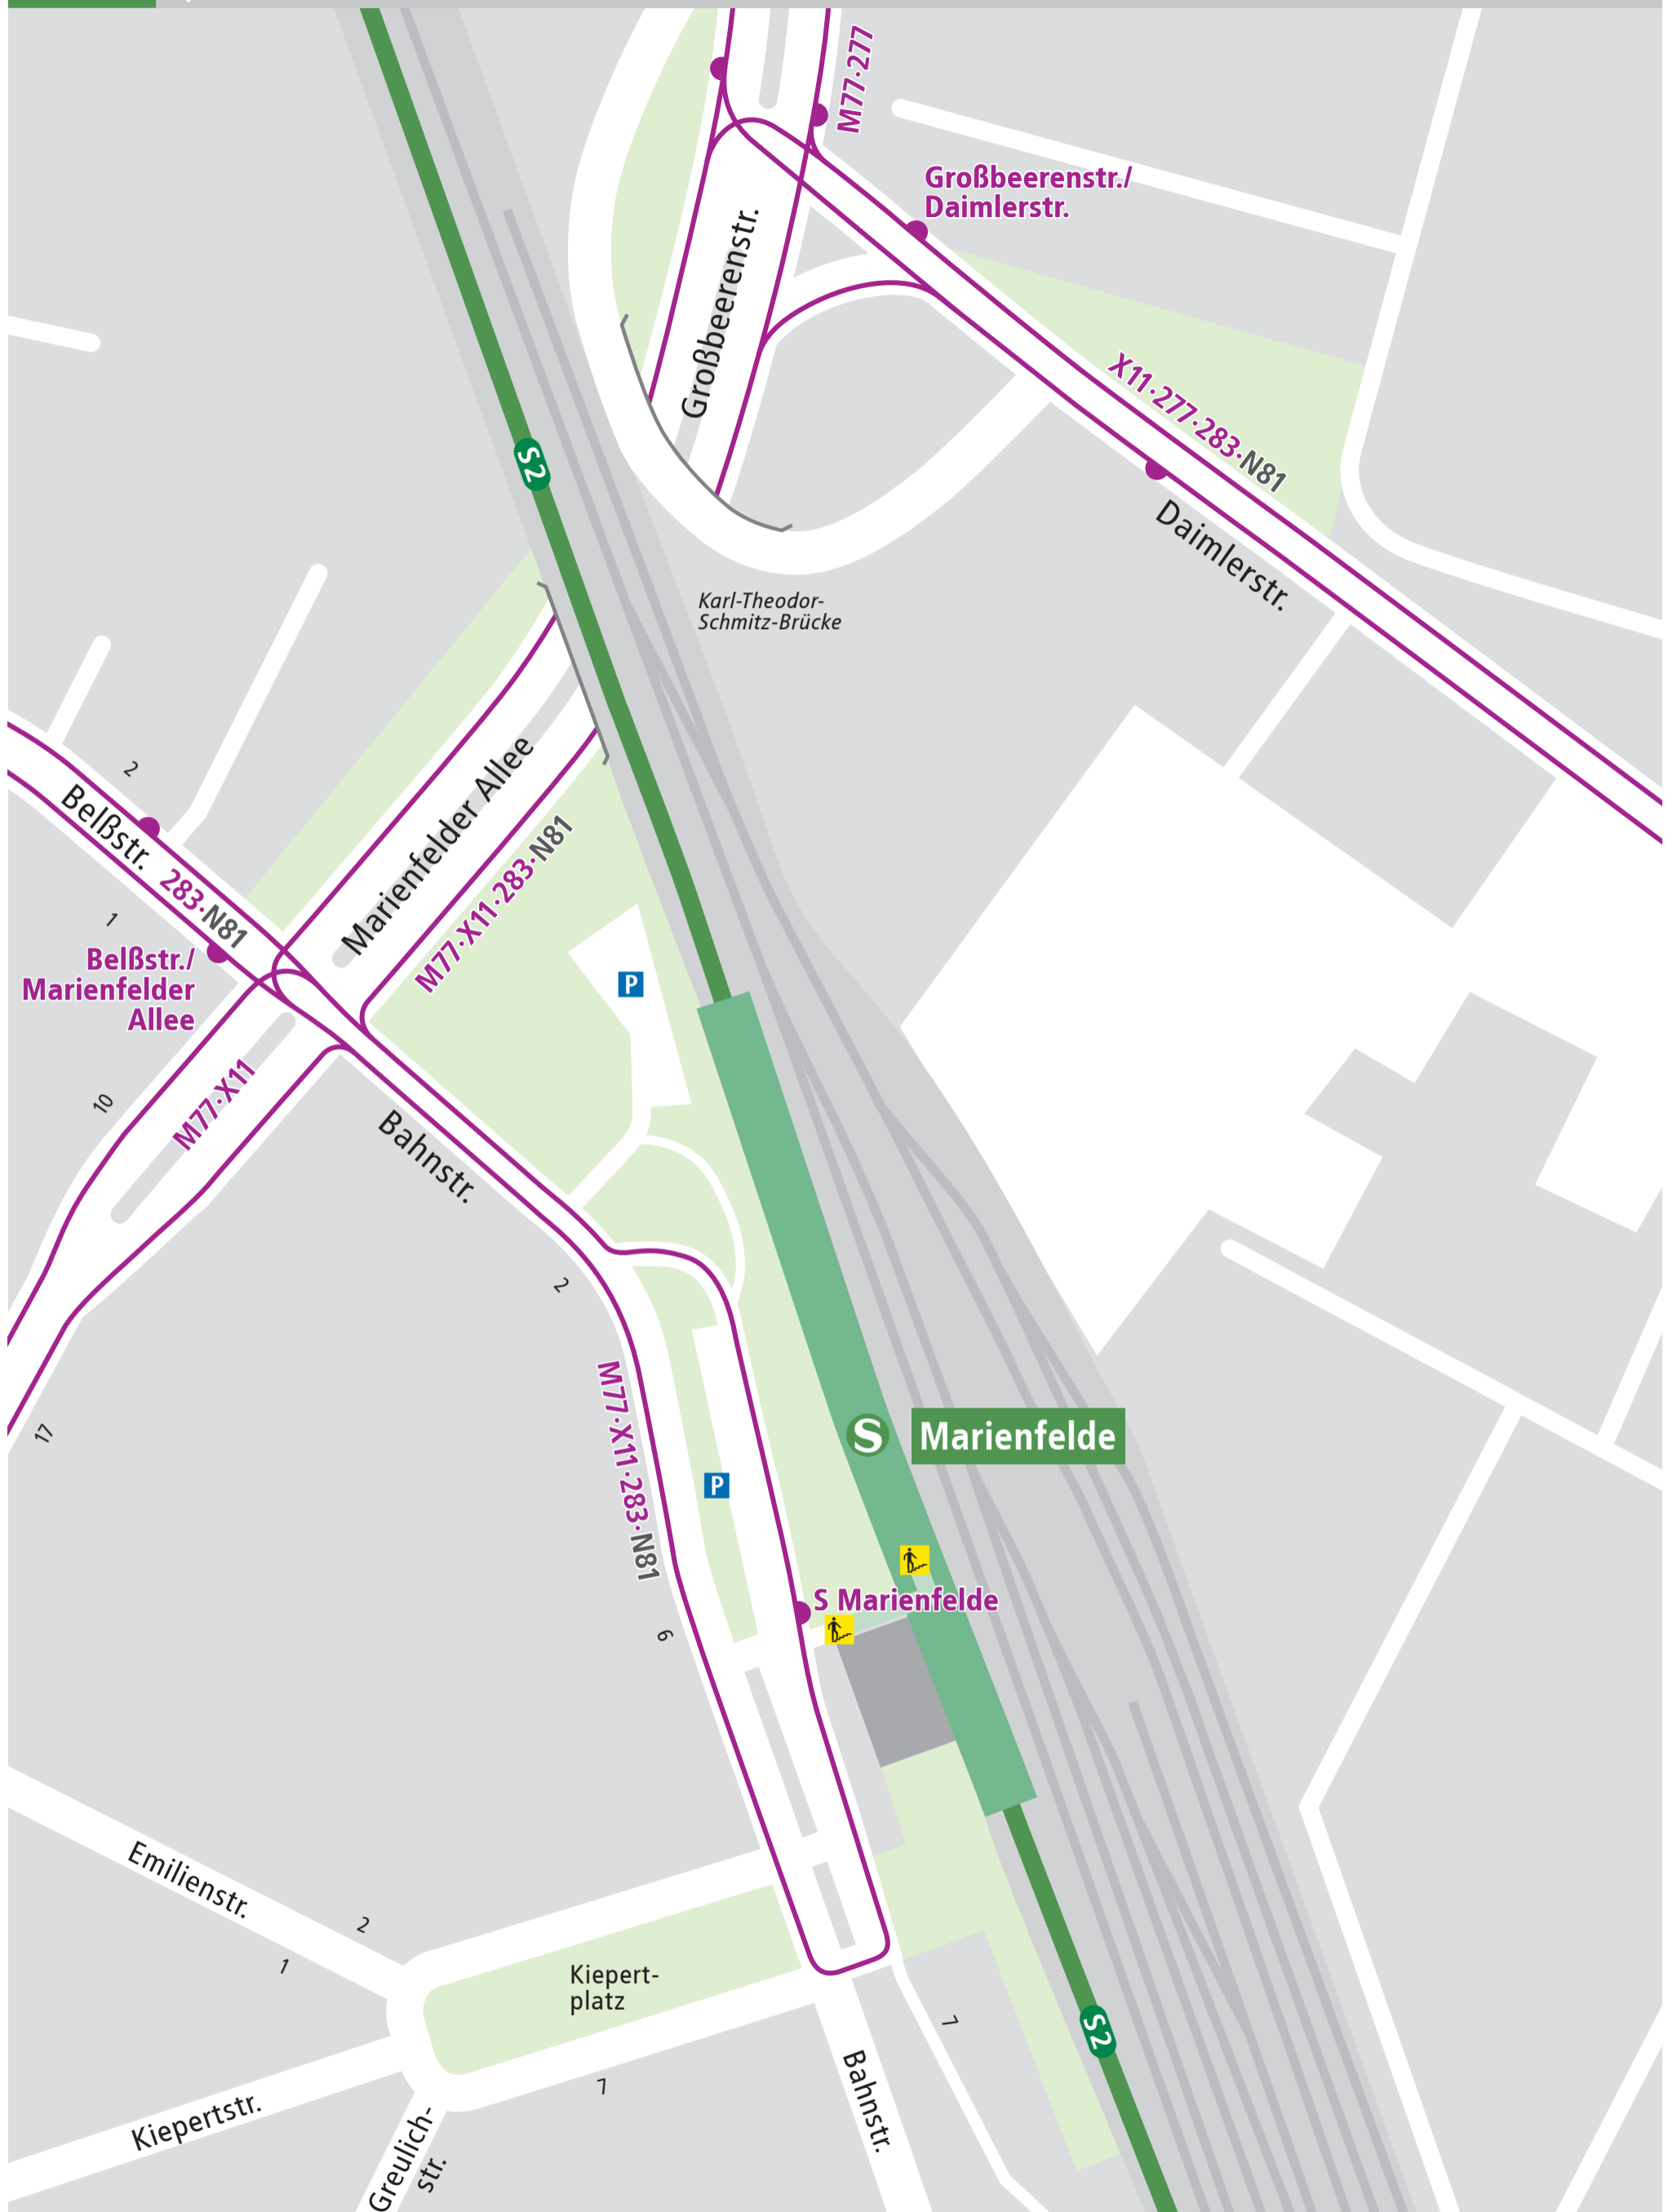 M77·277
Großbeerenstr./
Daimlerstr.
Großbeerenstr.
X11·277·283·N81
S2
Daimlerstr.
Karl-Theodor-
Schmitz-Brücke
2
Belßstr.
283·N81
Marienfelder Allee
M77·X11·283·N81
1
Belßstr./
Marienfelder
Allee
P
10
M77·X11
Bahnstr.
2
M77·X11·283·N81
17
S
Marienfelde
P
S Marienfelde
6
Emilienstr.
2
1
Kiepert-
platz
7
S2
7
Bahnstr.
Kiepertstr.
Greulich-
str.